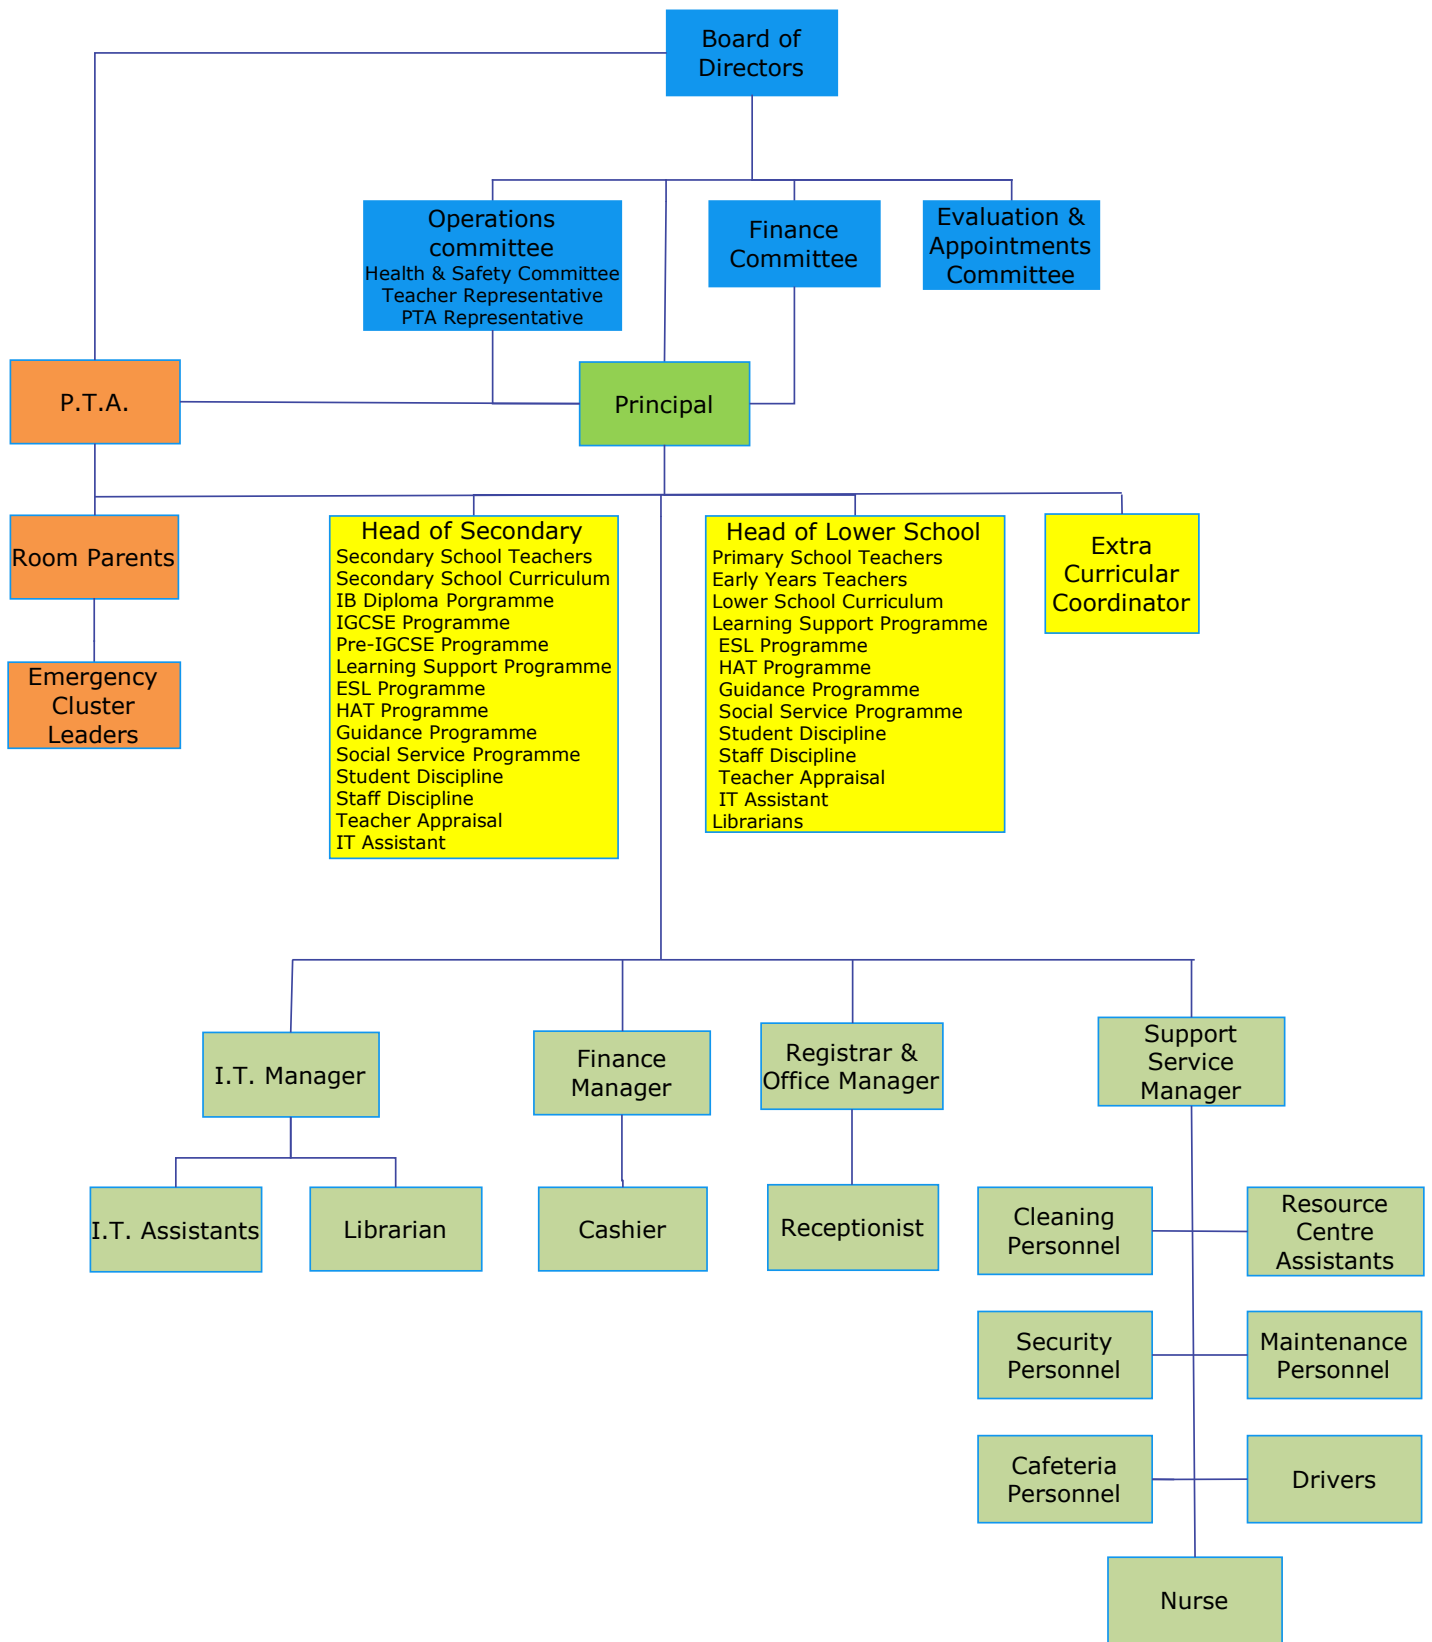 Board of
Directors
Operations
committee
Health & Safety Committee
Teacher Representative
PTA Representative
Finance
Committee
Evaluation &
Appointments
Committee
P.T.A.
Principal
Room Parents
Emergency
Cluster
Leaders
Head of Secondary
Secondary School Teachers
Secondary School Curriculum
IB Diploma Porgramme
IGCSE Programme
Pre-IGCSE Programme
Learning Support Programme
ESL Programme
HAT Programme
Guidance Programme
Social Service Programme
Student Discipline
Staff Discipline
Teacher Appraisal
IT Assistant
Head of Lower School
Primary School Teachers
Early Years Teachers
Lower School Curriculum
Learning Support Programme
ESL Programme
HAT Programme
Guidance Programme
Social Service Programme
Student Discipline
Staff Discipline
Teacher Appraisal
IT Assistant
Librarians
Extra
Curricular
Coordinator
I.T. Manager
Finance
Manager
Registrar &
Office Manager
Support
Service
Manager
I.T. Assistants
Librarian
Cashier
Receptionist
Cleaning
Personnel
Resource
Centre
Assistants
Security
Personnel
Maintenance
Personnel
Cafeteria
Personnel
Drivers
Nurse